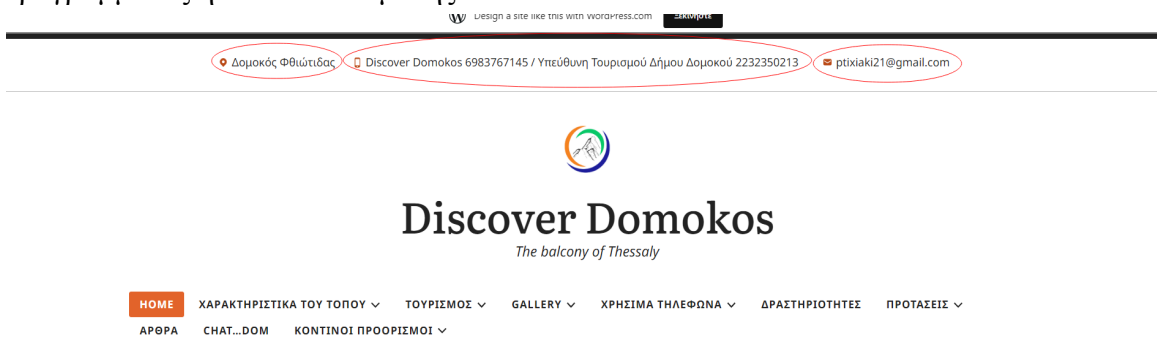 Design a site like this with WordPress.com Ξεκινήστε
Δομοκός Φθιώτιδας Discover Domokos 6983767145 / Υπεύθυνη Τουρισμού Δήμου Δομοκού 2232350213 ptixiaki21@gmail.com
Discover Domokos
The balcony of Thessaly
HOME ΧΑΡΑΚΤΗΡΙΣΤΙΚΑ ΤΟΥ ΤΟΠΟΥ ΤΟΥΡΙΣΜΟΣ GALLERY ΧΡΗΣΙΜΑ ΤΗΛΕΦΩΝΑ ΔΡΑΣΤΗΡΙΟΤΗΤΕΣ ΠΡΟΤΑΣΕΙΣ
ΑΡΘΡΑ CHAT...DOM ΚΟΝΤΙΝΟΙ ΠΡΟΟΡΙΣΜΟΙ